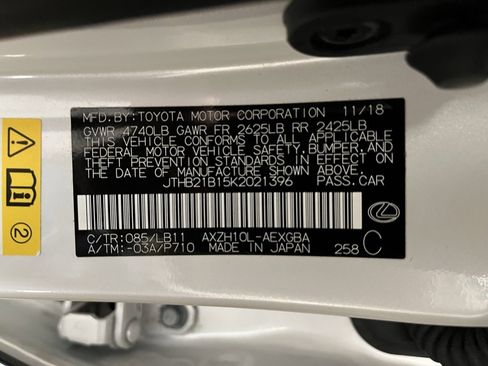 MFD.BY:TOYOTA MOTOR CORPORATION 11/18
GVWR 4740LB GAWR FR 2625LB RR 2425LB
THIS VEHICLE CONFORMS TO ALL APPLICABLE
FEDERAL MOTOR VEHICLE SAFETY,BUMPER,AND
THEFT PREVENTION STANDARDS IN EFFECT ON
THE DATE OF MANUFACTURE SHOWN ABOVE.
JTHB21B15K2021396 PASS.CAR
C/TR:085/LB11 AXZH10L-AEXGBA
A/TM:-03A/P710 MADE IN JAPAN 258 C
2